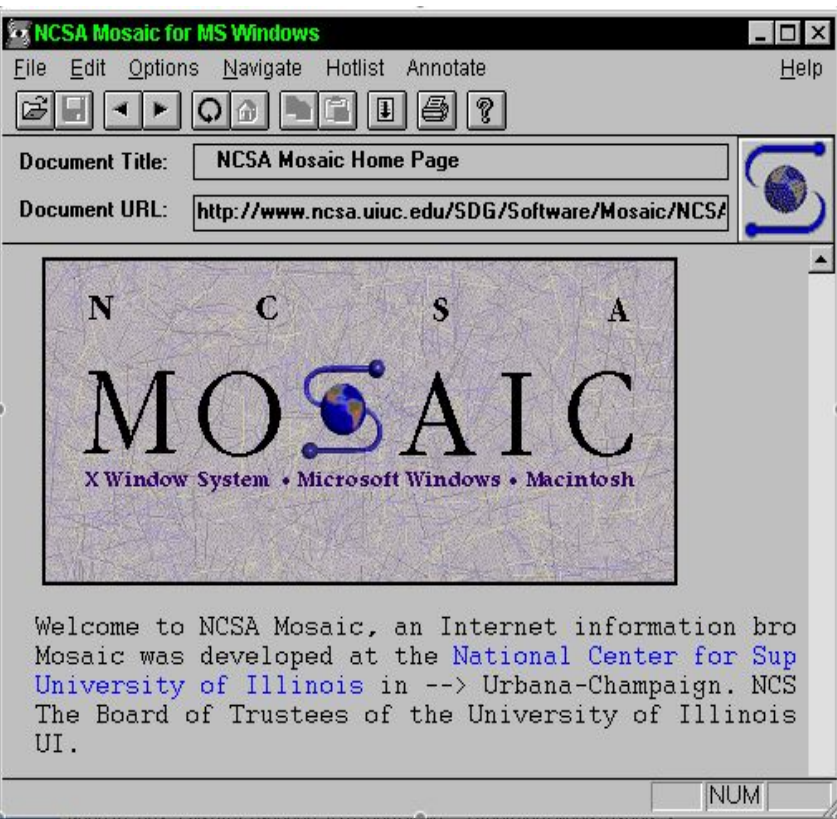 NCSA Mosaic for MS Windows
File Edit Options Navigate Hotlist Annotate Help
Document Title: NCSA Mosaic Home Page
Document URL: http://www.ncsa.uiuc.edu/SDG/Software/Mosaic/NCSA
N C S A
MOSAIC
X Window System • Microsoft Windows • Macintosh
Welcome to NCSA Mosaic, an Internet information bro
Mosaic was developed at the National Center for Sup
University of Illinois in --> Urbana-Champaign. NCS
The Board of Trustees of the University of Illinois
UI.
NUM